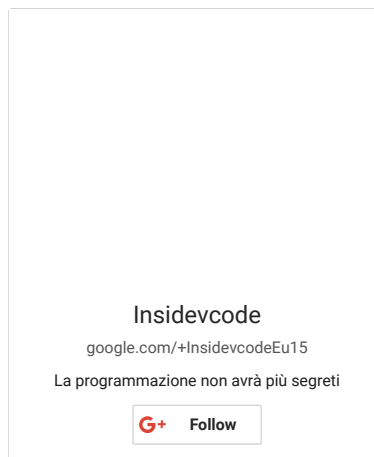 Insidevcode
google.com/+InsidevcodeEu15
La programmazione non avrà più segreti
G+ Follow